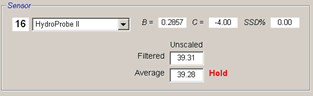 Sensor
16 HydroProbe II B = 0.2857 C = -4.00 SSD% 0.00
Unscaled
Filtered 39.31
Average 39.28 Hold